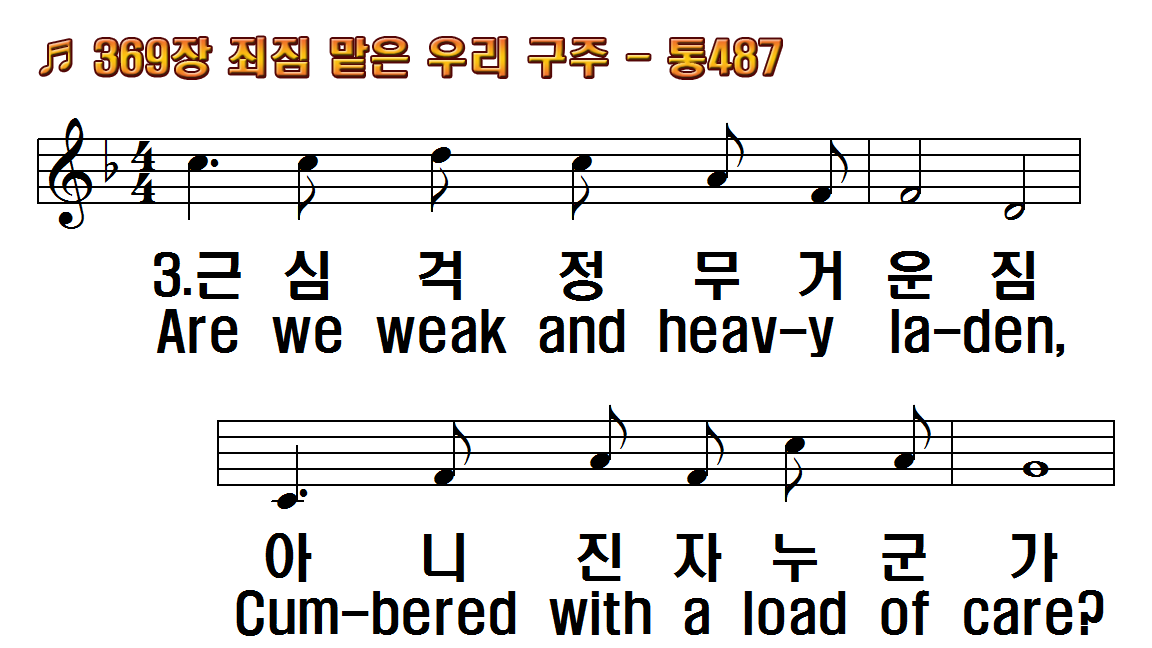 ♬ 369장 죄짐 맡은 우리 구주 - 통487
3.근 심 걱 정 무 거 운 짐
Are we weak and heav-y la-den,
아 니 진 자 누 군 가
Cum-bered with a load of care?